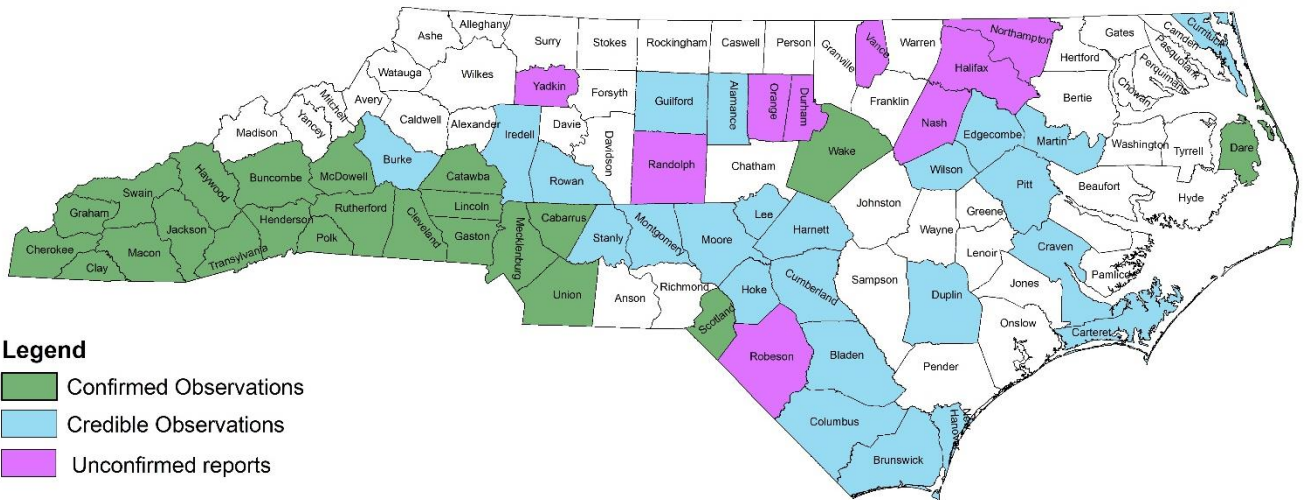 Alleghany
Ashe
Surry
Stokes
Rockingham
Caswell
Person
Granville
Vance
Warren
Northampton
Gates
Camden
Currituck
Pasquotank
Perquimans
Chowan
Hertford
Halifax
Bertie
Watauga
Wilkes
Yadkin
Forsyth
Guilford
Alamance
Orange
Durham
Franklin
Nash
Mitchell
Avery
Yancey
Madison
Caldwell
Alexander
Iredell
Davie
Davidson
Randolph
Chatham
Wake
Edgecombe
Martin
Washington
Tyrrell
Dare
Burke
Wilson
Pitt
Beaufort
Hyde
Haywood
Buncombe
McDowell
Catawba
Rowan
Swain
Graham
Jackson
Henderson
Rutherford
Lincoln
Cleveland
Gaston
Cherokee
Clay
Macon
Transylvania
Polk
Mecklenburg
Cabarrus
Stanly
Montgomery
Moore
Lee
Harnett
Johnston
Wayne
Greene
Lenoir
Craven
Pamlico
Jones
Union
Anson
Richmond
Scotland
Hoke
Cumberland
Sampson
Duplin
Onslow
Carteret
Robeson
Bladen
Pender
Columbus
Brunswick
New
Hanover
Legend
Confirmed Observations
Credible Observations
Unconfirmed reports